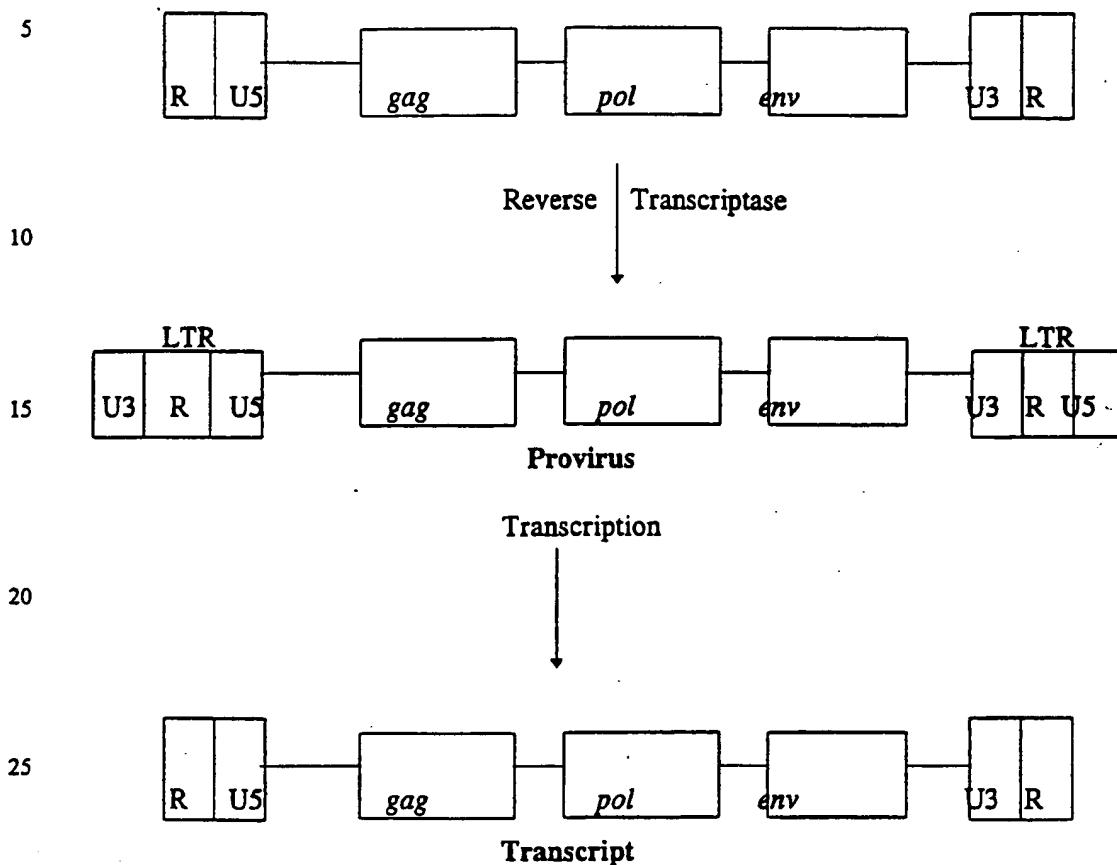 5
R U5 gag pol env U3 R
Reverse Transcriptase
10
LTR LTR
15 U3 R U5 gag pol env U3 R U5
Provirus
Transcription
20
25 R U5 gag pol env U3 R
Transcript